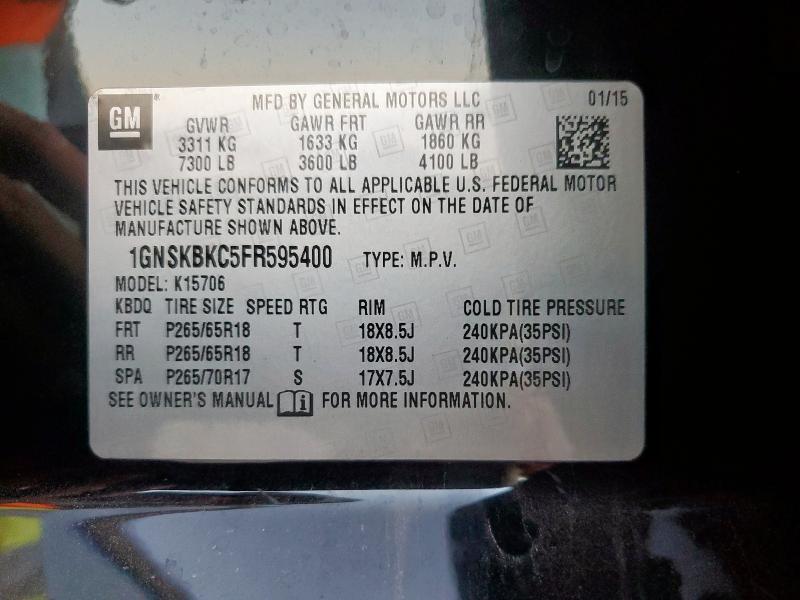 GM
MFD BY GENERAL MOTORS LLC 01/15
GVWR GAWR FRT GAWR RR
3311 KG 1633 KG 1860 KG
7300 LB 3600 LB 4100 LB
THIS VEHICLE CONFORMS TO ALL APPLICABLE U.S. FEDERAL MOTOR
VEHICLE SAFETY STANDARDS IN EFFECT ON THE DATE OF
MANUFACTURE SHOWN ABOVE.
1GNSKBKC5FR595400 TYPE: M.P.V.
MODEL: K15706
KBDQ TIRE SIZE SPEED RTG RIM COLD TIRE PRESSURE
FRT P265/65R18 T 18X8.5J 240KPA(35PSI)
RR P265/65R18 T 18X8.5J 240KPA(35PSI)
SPA P265/70R17 S 17X7.5J 240KPA(35PSI)
SEE OWNER'S MANUAL FOR MORE INFORMATION.